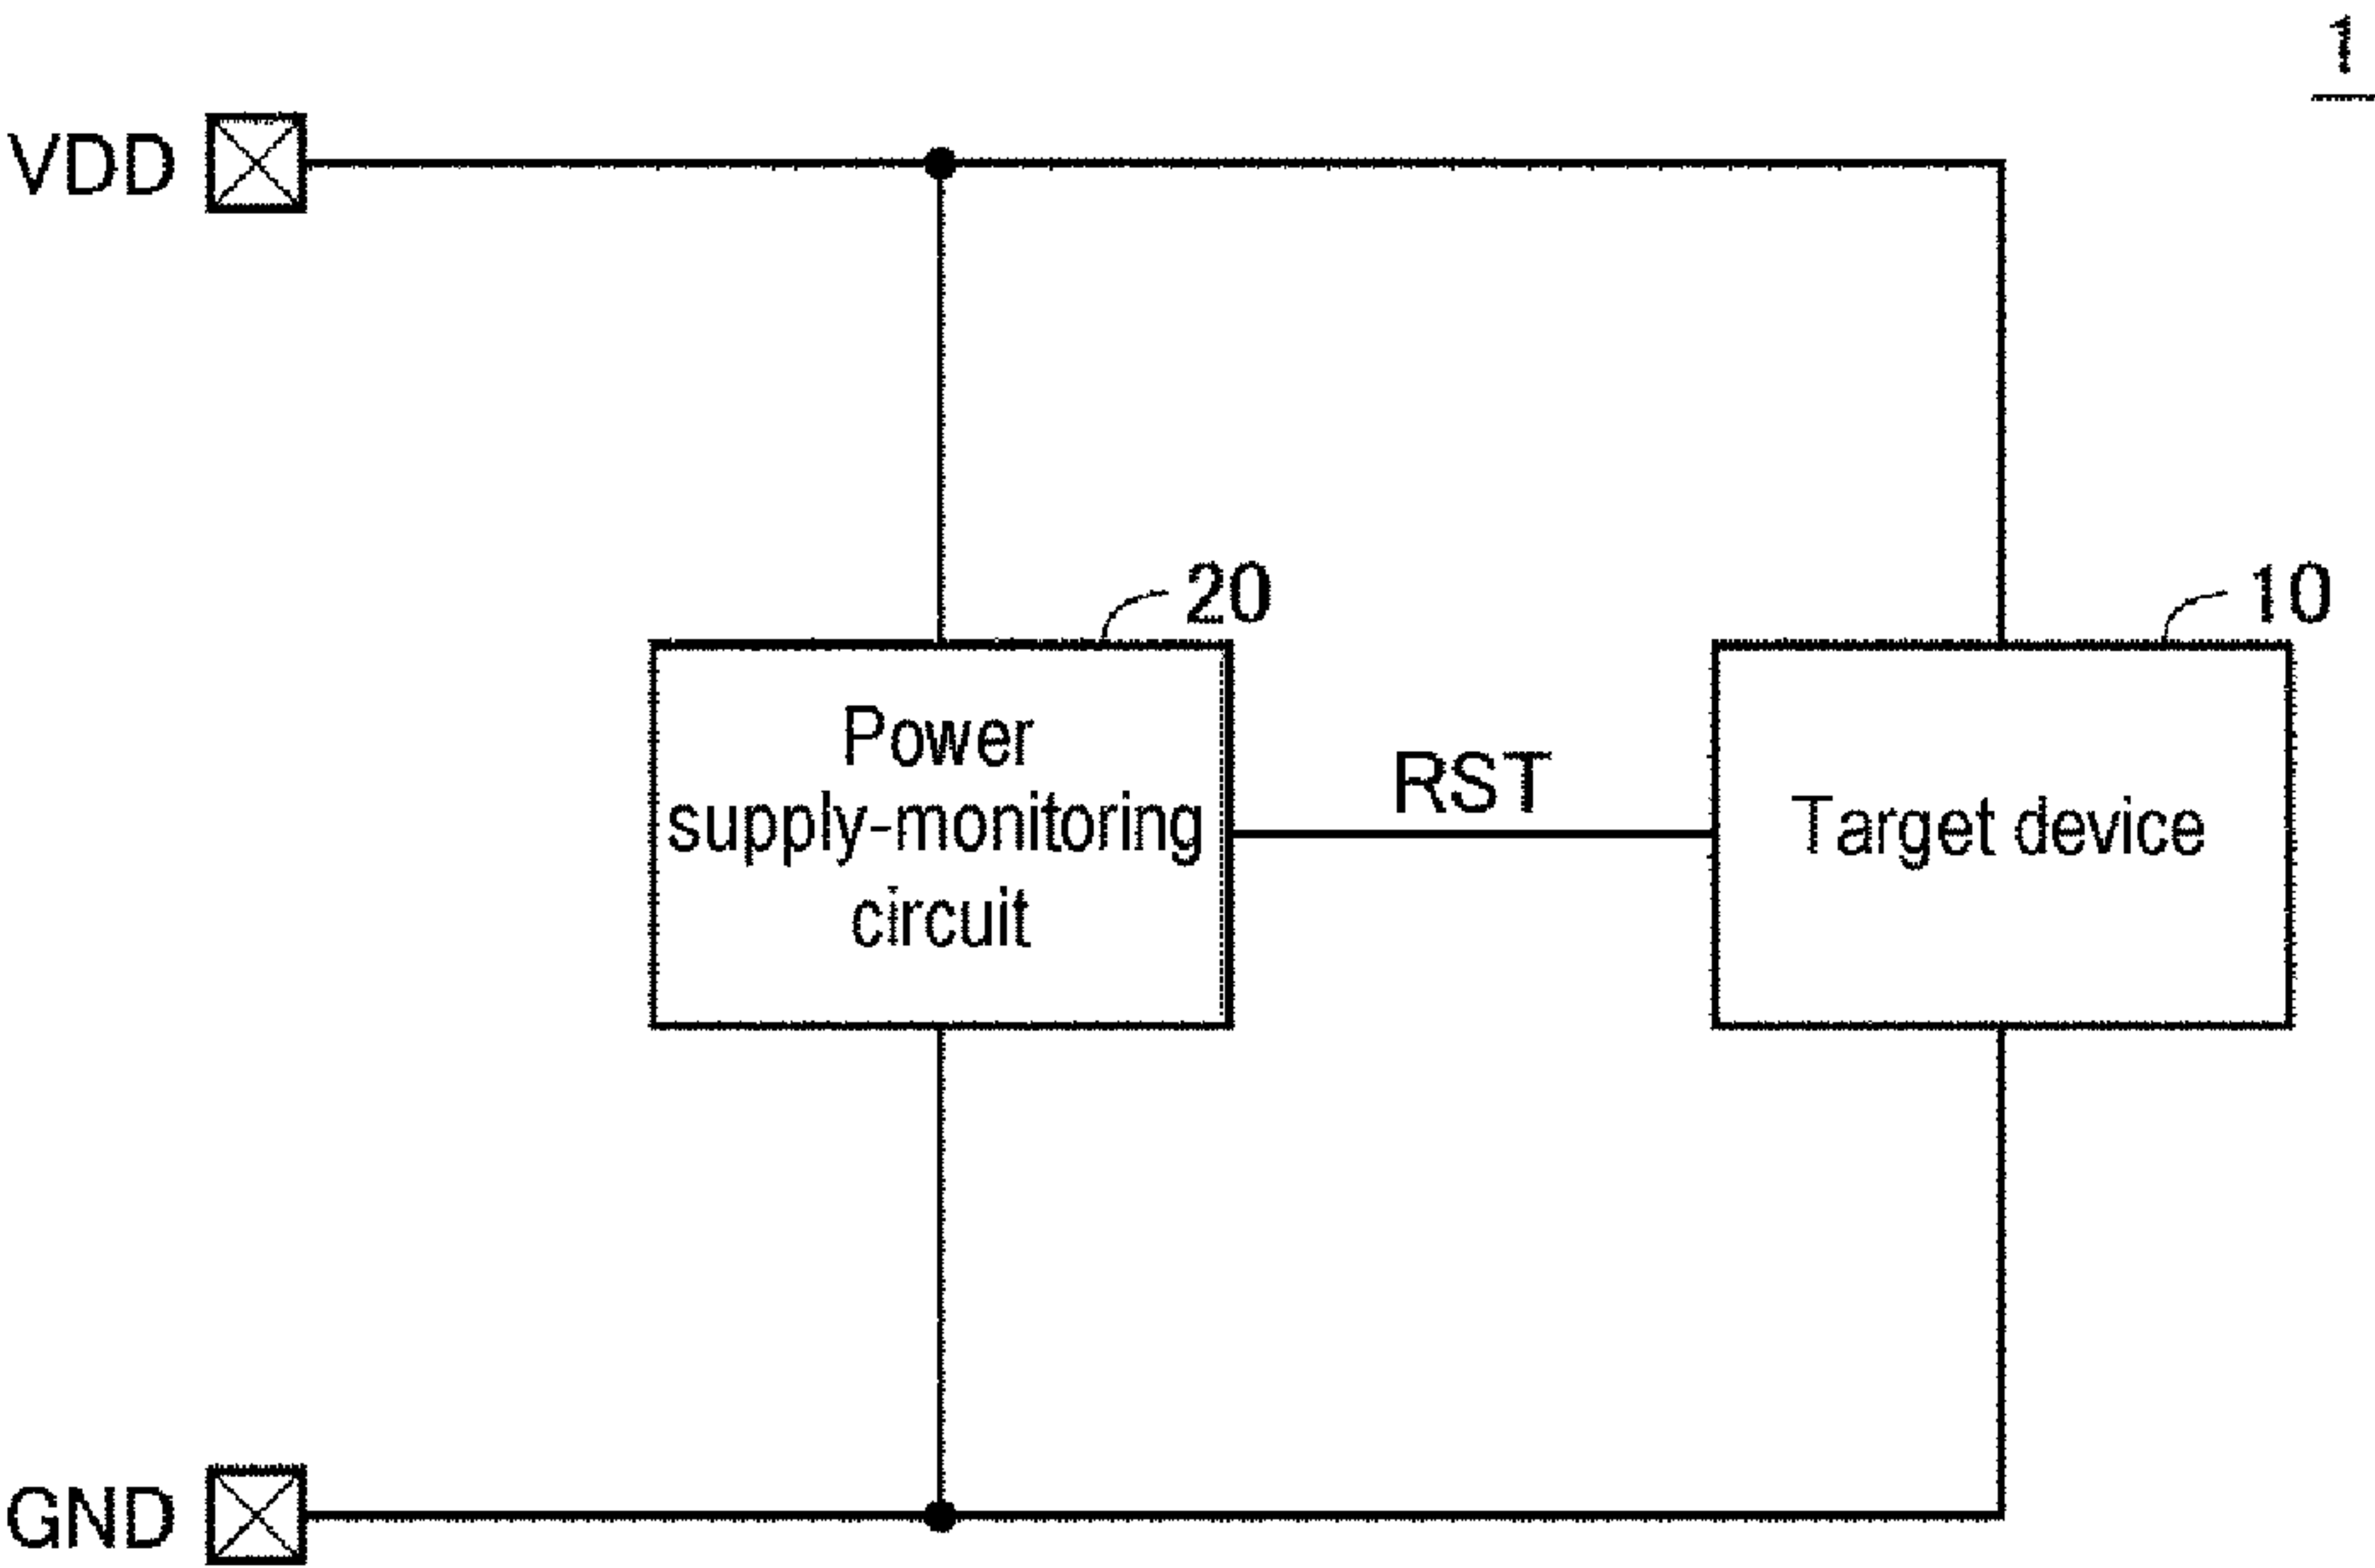 1
VDD
20
10
Power
supply-monitoring
circuit
RST
Target device
GND